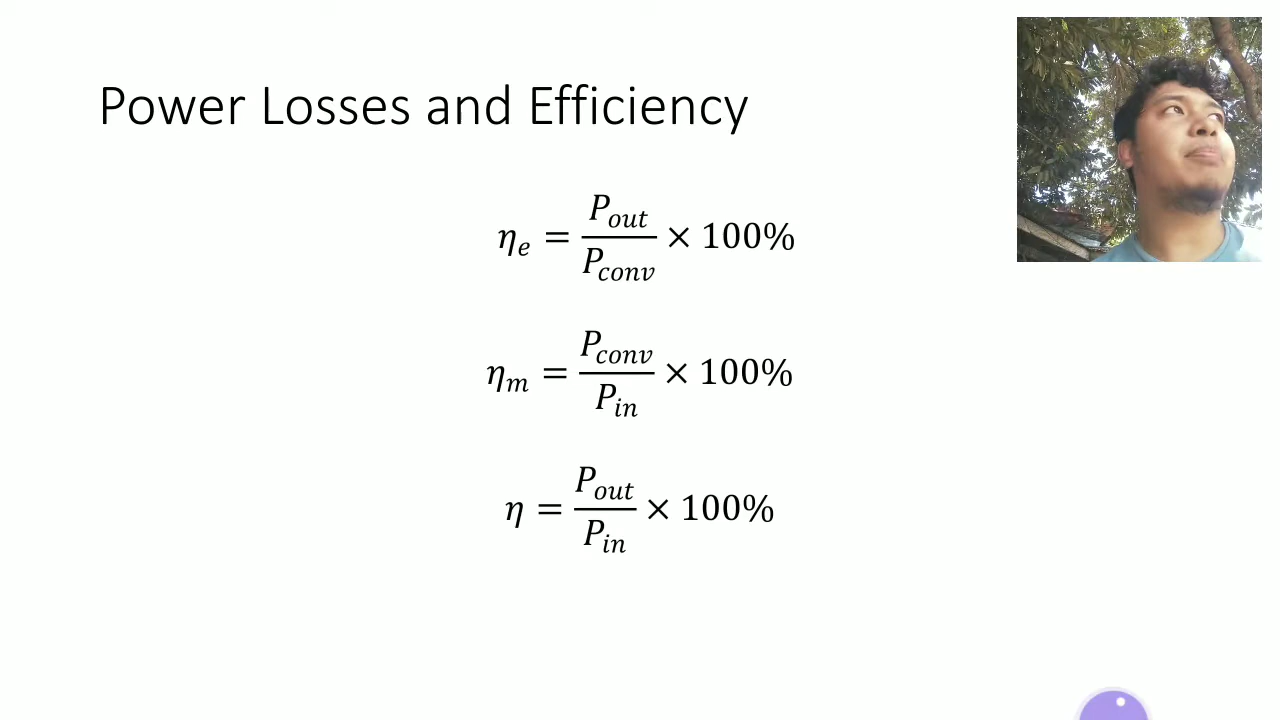 Power Losses and Efficiency
η_e = P_out / P_conv × 100%
η_m = P_conv / P_in × 100%
η = P_out / P_in × 100%